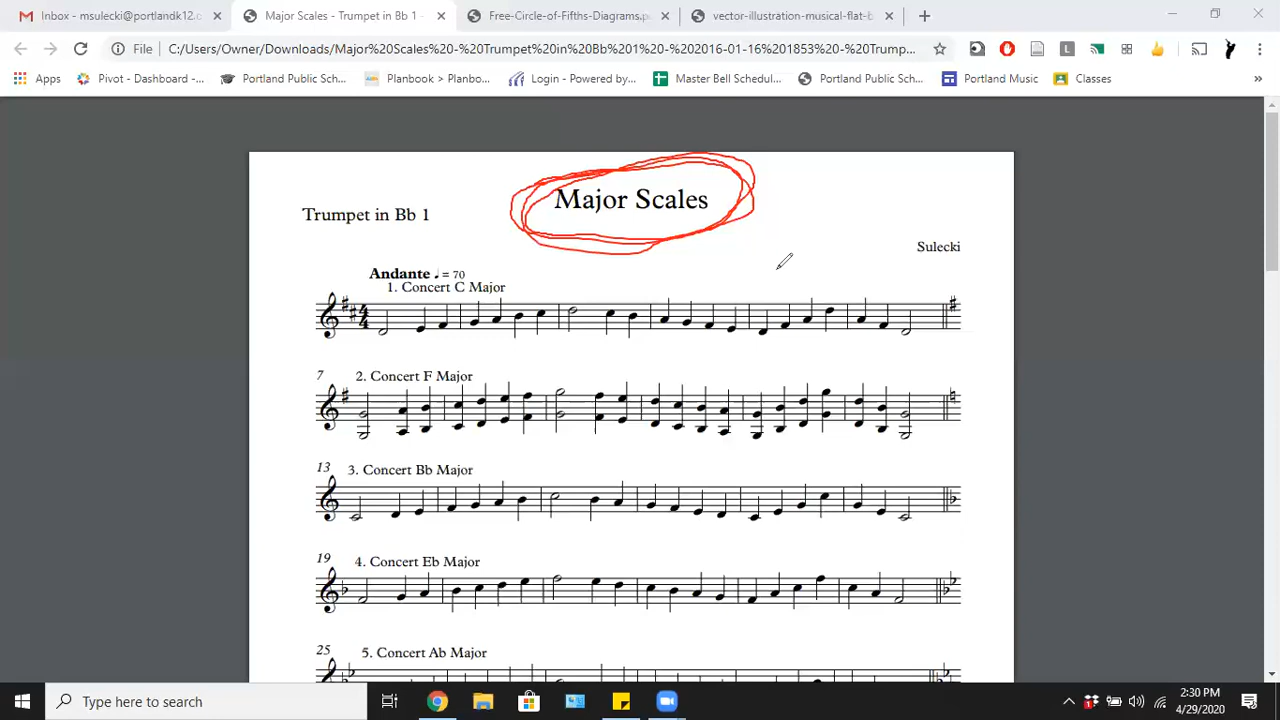 Inbox - msulecki@portlandk12.c
Major Scales - Trumpet in Bb 1 -
Free-Circle-of-Fifths-Diagrams.p
vector-illustration-musical-flat-b
File
C:/Users/Owner/Downloads/Major%20Scales%20-%20Trumpet%20in%20Bb%201%20-%202016-01-16%201853%20-%20Trump...
Apps
Pivot - Dashboard -...
Portland Public Sch...
Planbook > Planbo...
Login - Powered by...
Master Bell Schedul...
Portland Public Sch...
Portland Music
Classes
»
Major Scales
Trumpet in Bb 1
Sulecki
Andante ♩ = 70
1. Concert C Major
7
2. Concert F Major
13
3. Concert Bb Major
19
4. Concert Eb Major
25
5. Concert Ab Major
Type here to search
2:30 PM
4/29/2020